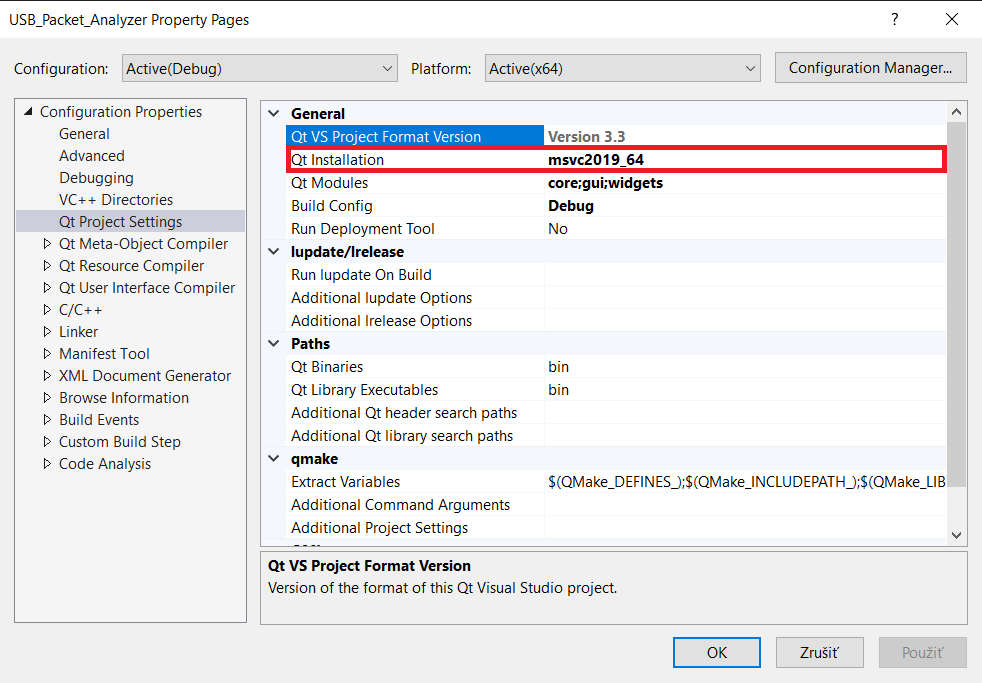 USB_Packet_Analyzer Property Pages ?
Configuration: Active(Debug) Platform: Active(x64) Configuration Manager...
Configuration Properties
General
Advanced
Debugging
VC++ Directories
Qt Project Settings
Qt Meta-Object Compiler
Qt Resource Compiler
Qt User Interface Compiler
C/C++
Linker
Manifest Tool
XML Document Generator
Browse Information
Build Events
Custom Build Step
Code Analysis
General
Qt VS Project Format Version Version 3.3
Qt Installation msvc2019_64
Qt Modules core;gui;widgets
Build Config Debug
Run Deployment Tool No
lupdate/lrelease
Run lupdate On Build
Additional lupdate Options
Additional lrelease Options
Paths
Qt Binaries bin
Qt Library Executables bin
Additional Qt header search paths
Additional Qt library search paths
qmake
Extract Variables $(QMake_DEFINES_);$(QMake_INCLUDEPATH_);$(QMake_LIB
Additional Command Arguments
Additional Project Settings
Qt VS Project Format Version
Version of the format of this Qt Visual Studio project.
OK Zrušiť Použiť